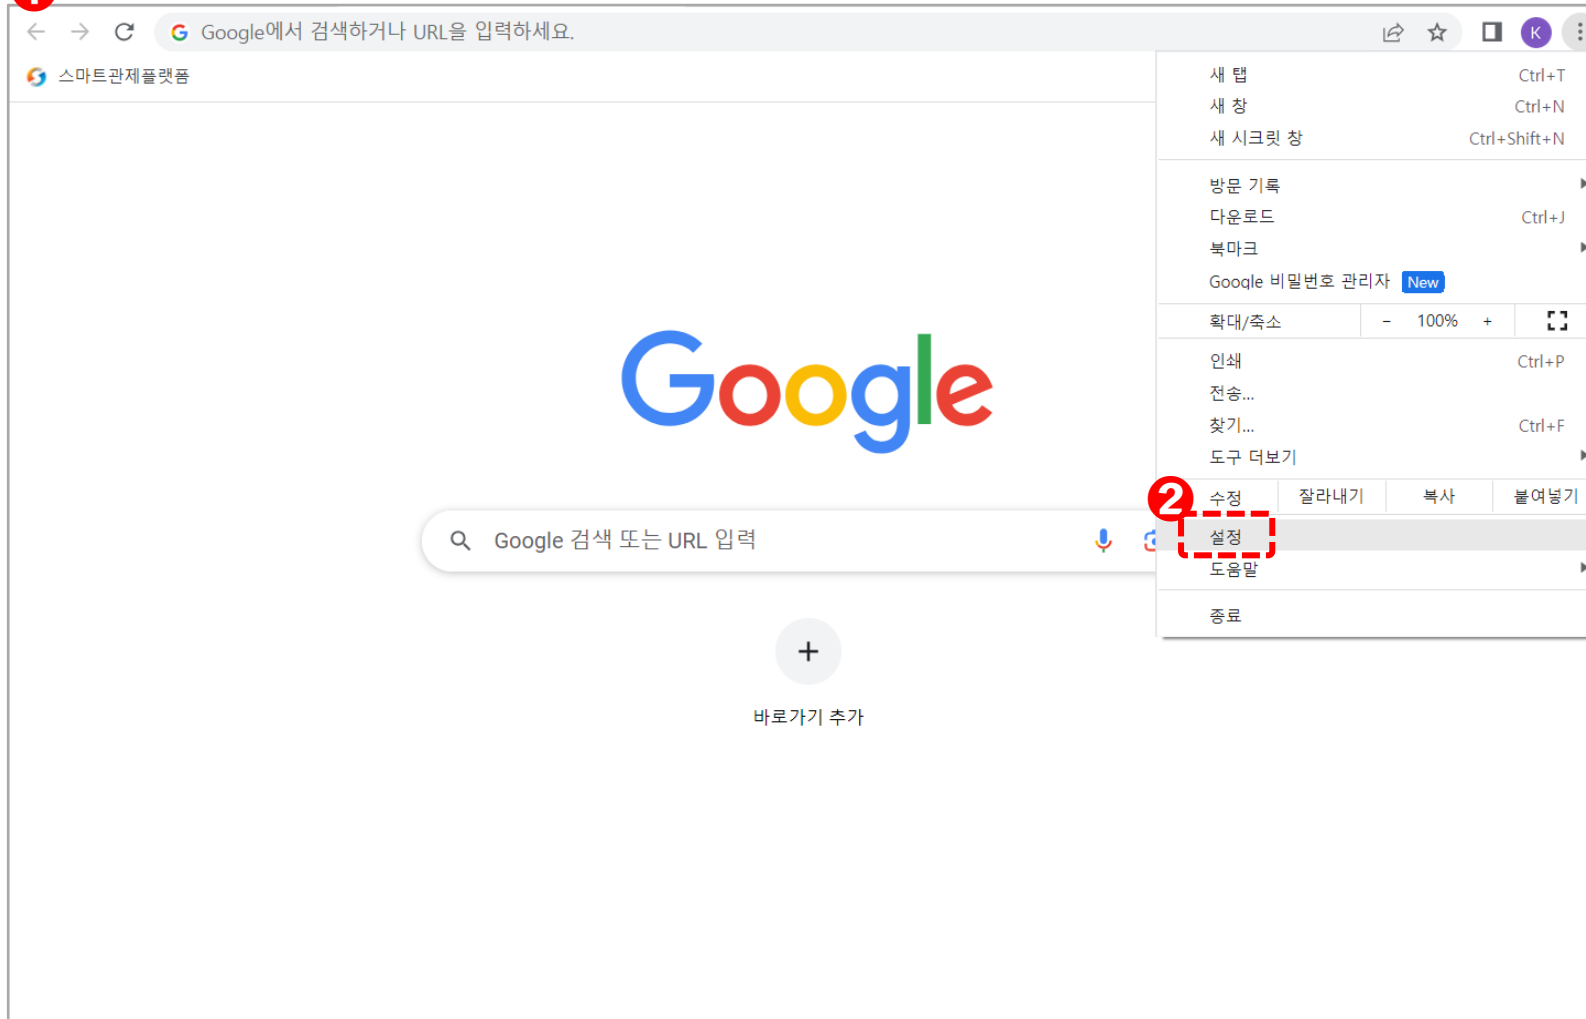 Google에서 검색하거나 URL을 입력하세요.
K
스마트관제플랫폼
새 탭 Ctrl+T
새 창 Ctrl+N
새 시크릿 창 Ctrl+Shift+N
방문 기록
다운로드 Ctrl+J
북마크
Google 비밀번호 관리자 New
확대/축소 - 100% +
인쇄 Ctrl+P
전송...
찾기... Ctrl+F
도구 더보기
2
수정 잘라내기 복사 붙여넣기
설정
도움말
종료
Google
Google 검색 또는 URL 입력
바로가기 추가